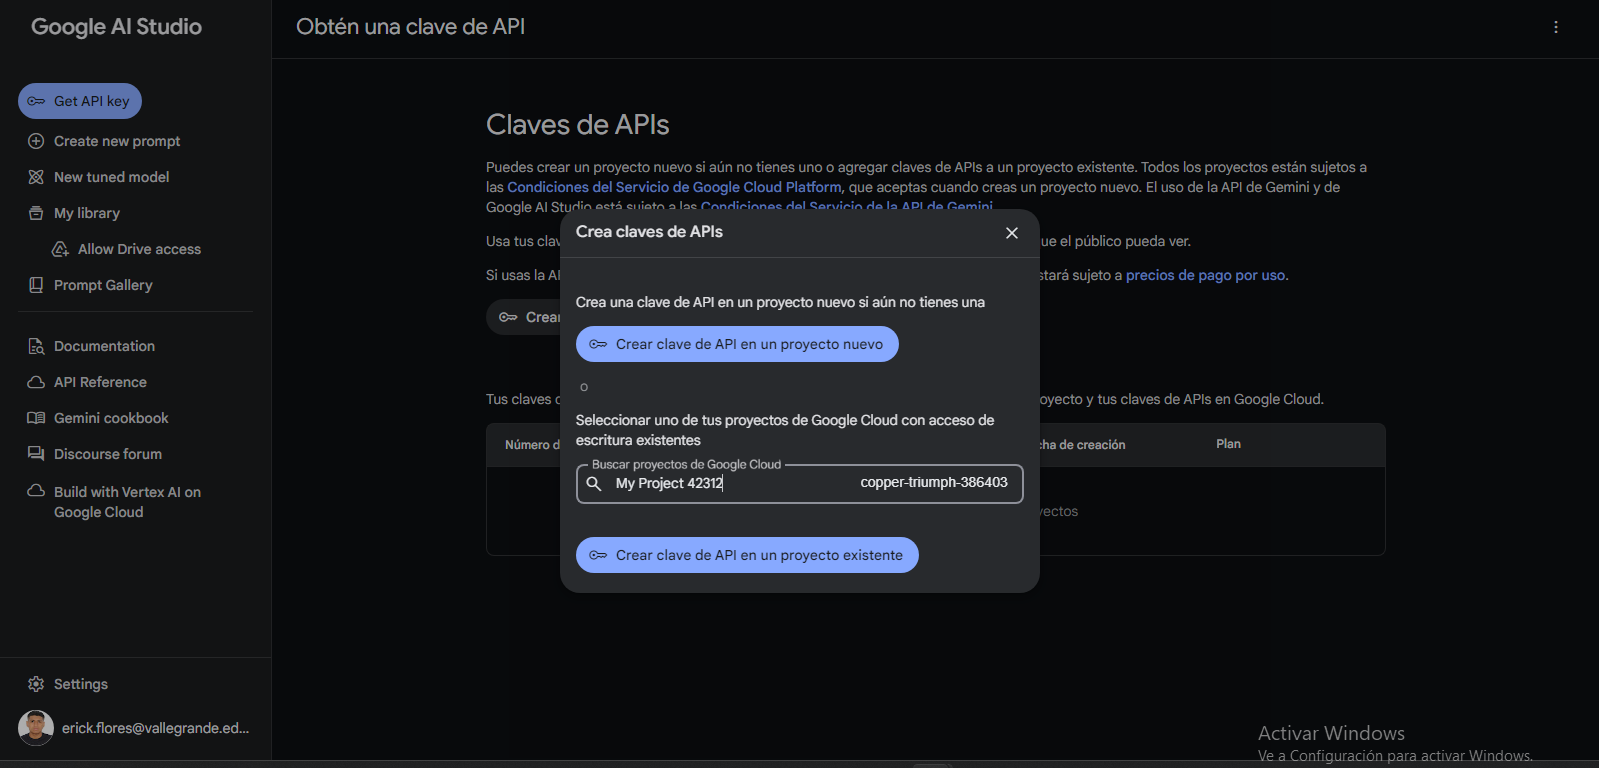 Google AI Studio
Obtén una clave de API
Get API key
Create new prompt
New tuned model
My library
Allow Drive access
Prompt Gallery
Documentation
API Reference
Gemini cookbook
Discourse forum
Build with Vertex AI on
Google Cloud
Settings
erick.flores@vallegrande.ed...
Claves de APIs
Puedes crear un proyecto nuevo si aún no tienes uno o agregar claves de APIs a un proyecto existente. Todos los proyectos están sujetos a
las Condiciones del Servicio de Google Cloud Platform, que aceptas cuando creas un proyecto nuevo. El uso de la API de Gemini y de
Google AI Studio está sujeto a las Condiciones del Servicio de la API de Gemini.
Usa tus clav ue el público pueda ver.
Si usas la AI stará sujeto a precios de pago por uso.
Crear
Tus claves oyecto y tus claves de APIs en Google Cloud.
Número d cha de creación Plan
yectos
Crea claves de APIs
Crea una clave de API en un proyecto nuevo si aún no tienes una
Crear clave de API en un proyecto nuevo
o
Seleccionar uno de tus proyectos de Google Cloud con acceso de
escritura existentes
Buscar proyectos de Google Cloud
My Project 42312 copper-triumph-386403
Crear clave de API en un proyecto existente
Activar Windows
Ve a Configuración para activar Windows.